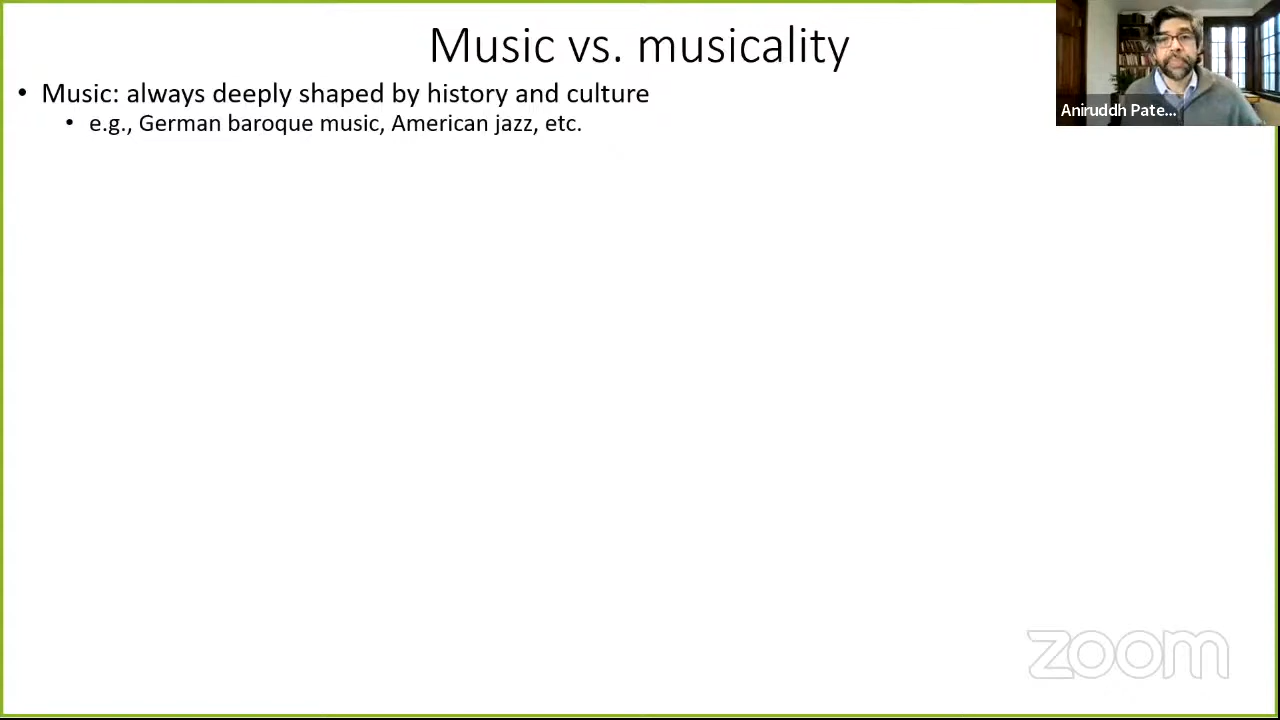 Music vs. musicality
• Music: always deeply shaped by history and culture
• e.g., German baroque music, American jazz, etc.
Aniruddh Pate...
zoom